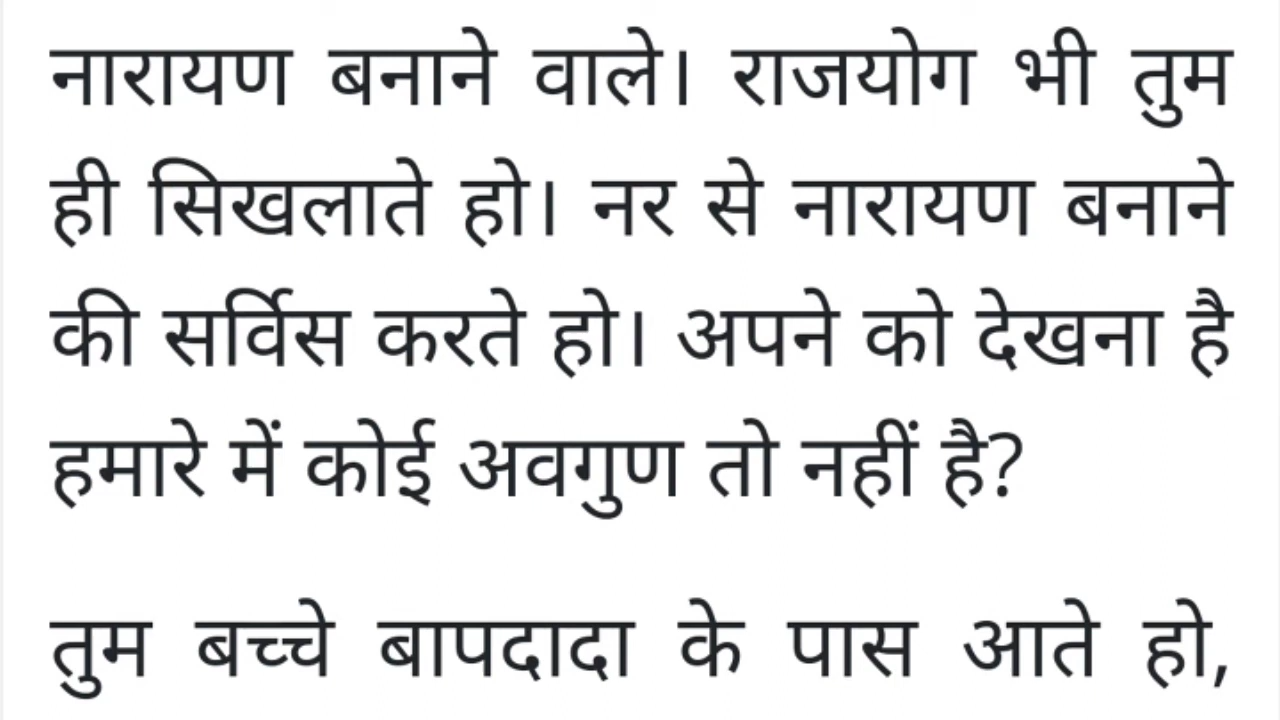 नारायण बनाने वाले। राजयोग भी तुम
ही सिखलाते हो। नर से नारायण बनाने
की सर्विस करते हो। अपने को देखना है
हमारे में कोई अवगुण तो नहीं है?
तुम बच्चे बापदादा के पास आते हो,